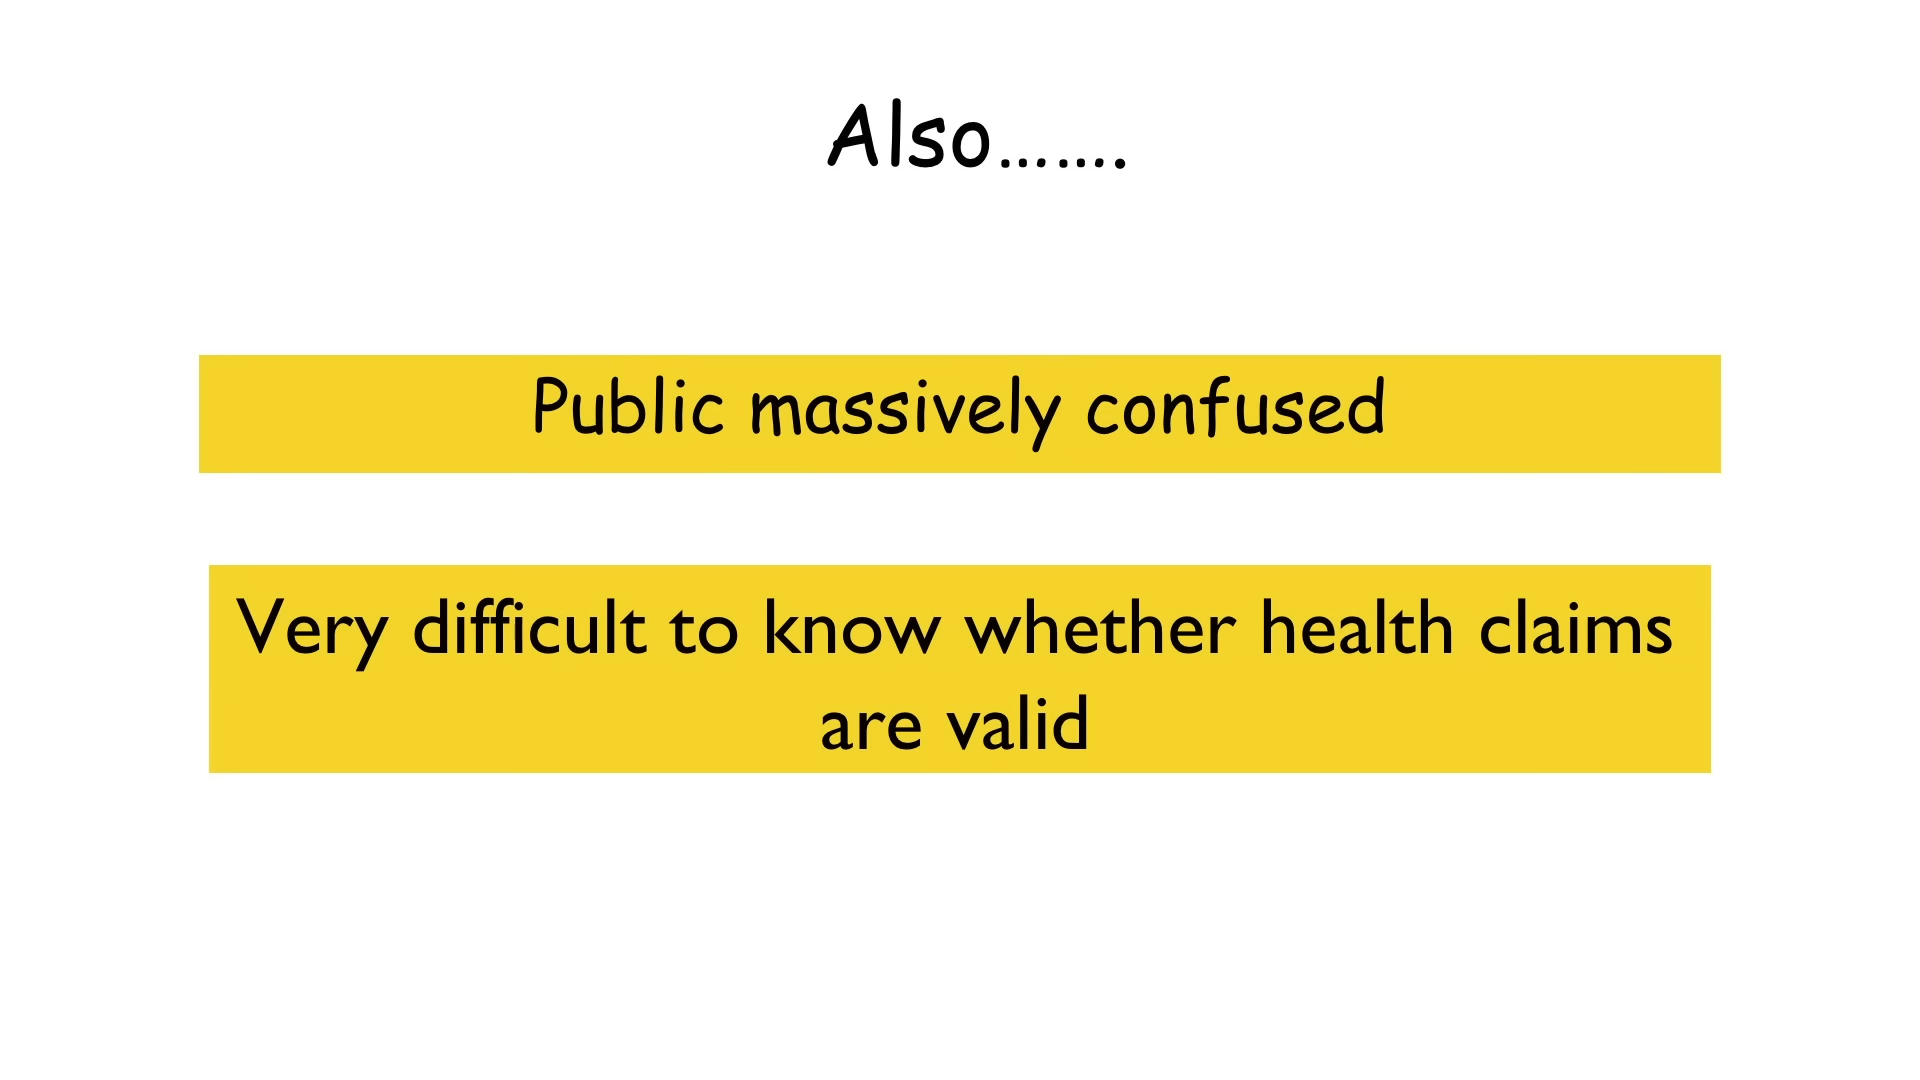 Also…….
Public massively confused
Very difficult to know whether health claims
are valid